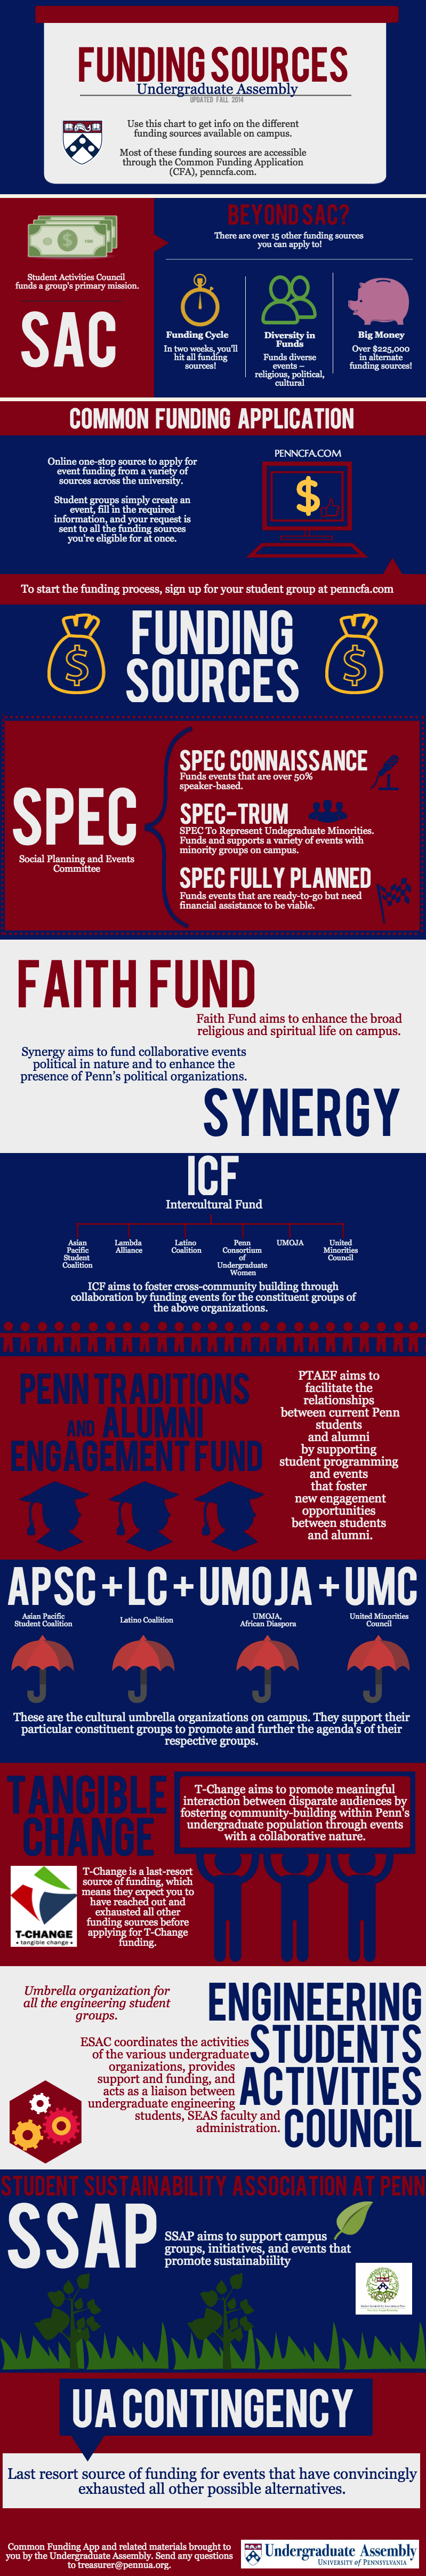 FUNDING SOURCES
Undergraduate Assembly
UPDATED FALL 2014
Use this chart to get info on the different
funding sources available on campus.
Most of these funding sources are accessible
through the Common Funding Application
(CFA), penncfa.com.
Student Activities Council
funds a group's primary mission.
SAC
BEYOND SAC?
There are over 15 other funding sources
you can apply to!
Funding Cycle
In two weeks, you'll
hit all funding
sources!
Diversity in
Funds
Funds diverse
events –
religious, political,
cultural
Big Money
Over $225,000
in alternate
funding sources!
COMMON FUNDING APPLICATION
Online one-stop source to apply for
event funding from a variety of
sources across the university.
Student groups simply create an
event, fill in the required
information, and your request is
sent to all the funding sources
you're eligible for at once.
PENNCFA.COM
$
To start the funding process, sign up for your student group at penncfa.com
FUNDING
SOURCES
$
$
SPEC
Social Planning and Events
Committee
SPEC CONNAISSANCE
Funds events that are over 50%
speaker-based.
SPEC-TRUM
SPEC To Represent Undegraduate Minorities.
Funds and supports a variety of events with
minority groups on campus.
SPEC FULLY PLANNED
Funds events that are ready-to-go but need
financial assistance to be viable.
FAITH FUND
Faith Fund aims to enhance the broad
religious and spiritual life on campus.
Synergy aims to fund collaborative events
political in nature and to enhance the
presence of Penn's political organizations.
SYNERGY
ICF
Intercultural Fund
Asian
Pacific
Student
Coalition
Lambda
Alliance
Latino
Coalition
Penn
Consortium
of
Undergraduate
Women
UMOJA
United
Minorities
Council
ICF aims to foster cross-community building through
collaboration by funding events for the constituent groups of
the above organizations.
PENN TRADITIONS
AND ALUMNI
ENGAGEMENT FUND
PTAEF aims to
facilitate the
relationships
between current Penn
students
and alumni
by supporting
student programming
and events
that foster
new engagement
opportunities
between students
and alumni.
APSC + LC + UMOJA + UMC
Asian Pacific
Student Coalition
Latino Coalition
UMOJA,
African Diaspora
United Minorities
Council
These are the cultural umbrella organizations on campus. They support their
particular constituent groups to promote and further the agenda's of their
respective groups.
TANGIBLE
CHANGE
T-Change aims to promote meaningful
interaction between disparate audiences by
fostering community-building within Penn's
undergraduate population through events
with a collaborative nature.
T-CHANGE
• tangible change •
T-Change is a last-resort
source of funding, which
means they expect you to
have reached out and
exhausted all other
funding sources before
applying for T-Change
funding.
Umbrella organization for
all the engineering student
groups.
ENGINEERING
STUDENTS
ACTIVITIES
COUNCIL
ESAC coordinates the activities
of the various undergraduate
organizations, provides
support and funding, and
acts as a liaison between
undergraduate engineering
students, SEAS faculty and
administration.
STUDENT SUSTAINABILITY ASSOCIATION AT PENN
SSAP
SSAP aims to support campus
groups, initiatives, and events that
promote sustainabiility
UA CONTINGENCY
Last resort source of funding for events that have convincingly
exhausted all other possible alternatives.
Common Funding App and related materials brought to
you by the Undergraduate Assembly. Send any questions
to treasurer@pennua.org.
Undergraduate Assembly
UNIVERSITY of PENNSYLVANIA